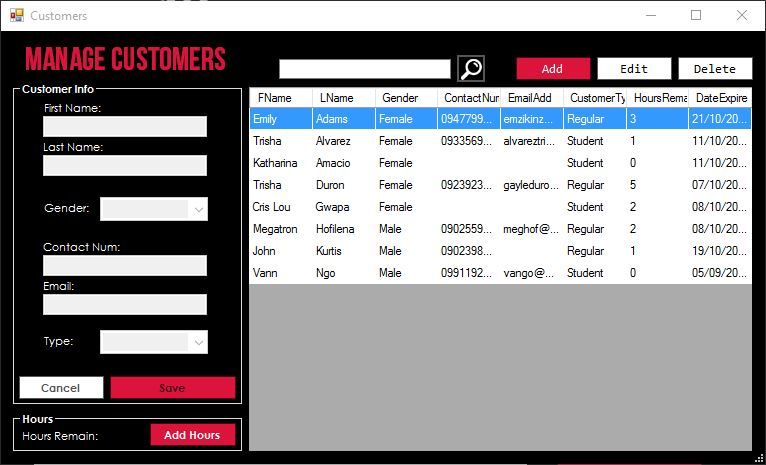 Customers
MANAGE CUSTOMERS
Add Edit Delete
Customer Info
First Name:
Last Name:
Gender:
Contact Num:
Email:
Type:
Cancel Save
Hours
Hours Remain: Add Hours
FName LName Gender ContactNum EmailAdd CustomerTy HoursRema DateExpire
Emily Adams Female 0947799... emzikinz... Regular 3 21/10/20...
Trisha Alvarez Female 0933569... alvareztri... Student 1 11/10/20...
Katharina Amacio Female Student 0 11/10/20...
Trisha Duron Female 0923923... gayleduro... Regular 5 07/10/20...
Cris Lou Gwapa Female Student 2 08/10/20...
Megatron Hofilena Male 0902559... meghof@... Regular 2 08/10/20...
John Kurtis Male 0902398... Regular 1 19/10/20...
Vann Ngo Male 0991192... vango@... Student 0 05/09/20...